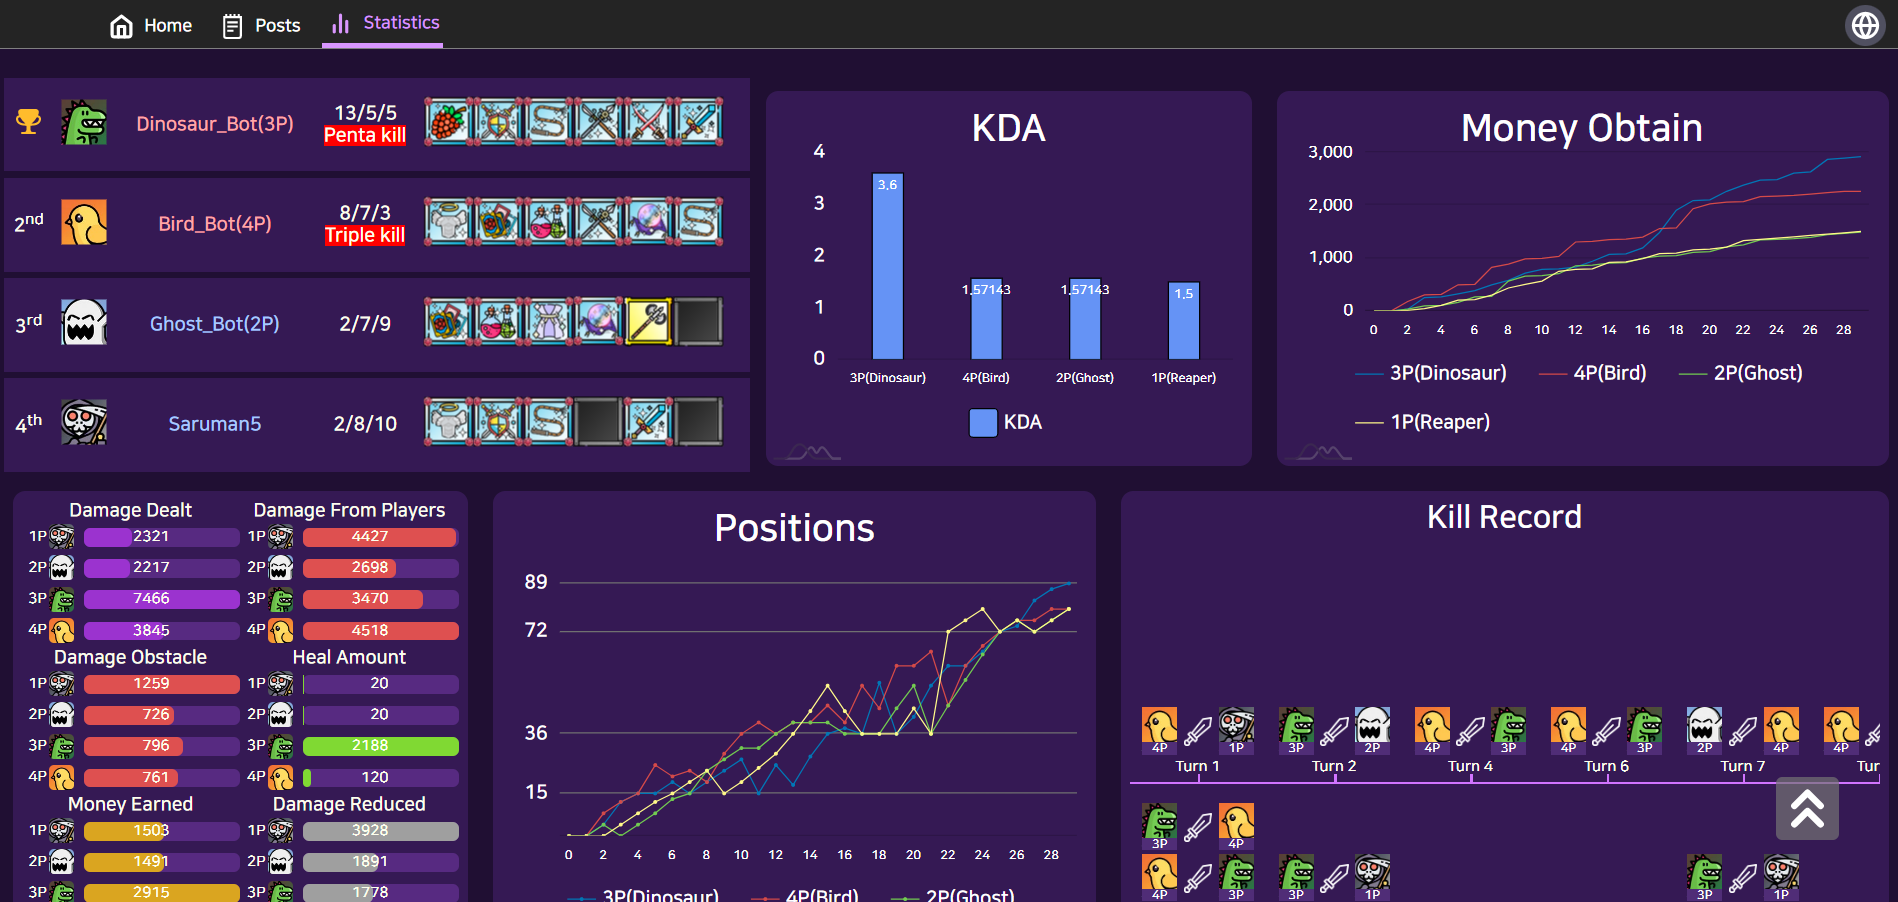 Home Posts Statistics
Dinosaur_Bot(3P) 13/5/5
Penta kill
2nd Bird_Bot(4P) 8/7/3
Triple kill
3rd Ghost_Bot(2P) 2/7/9
4th Saruman5 2/8/10
KDA
4
3
2
1
0
3.6
1.57143
1.57143
1.5
3P(Dinosaur) 4P(Bird) 2P(Ghost) 1P(Reaper)
KDA
Money Obtain
3,000
2,000
1,000
0
0 2 4 6 8 10 12 14 16 18 20 22 24 26 28
3P(Dinosaur) 4P(Bird) 2P(Ghost)
1P(Reaper)
Damage Dealt
1P 2321
2P 2217
3P 7466
4P 3845
Damage From Players
1P 4427
2P 2698
3P 3470
4P 4518
Damage Obstacle
1P 1259
2P 726
3P 796
4P 761
Heal Amount
1P 20
2P 20
3P 2188
4P 120
Money Earned
1P 1503
2P 1491
3P 2915
Damage Reduced
1P 3928
2P 1891
3P 1778
Positions
89
72
36
15
0 2 4 6 8 10 12 14 16 18 20 22 24 26 28
3P(Dinosaur) 4P(Bird) 2P(Ghost)
Kill Record
4P 1P 3P 2P 4P 3P 4P 3P 2P 4P 4P
Turn 1 Turn 2 Turn 4 Turn 6 Turn 7 Tur
3P 4P
4P 3P 3P 1P 3P 1P